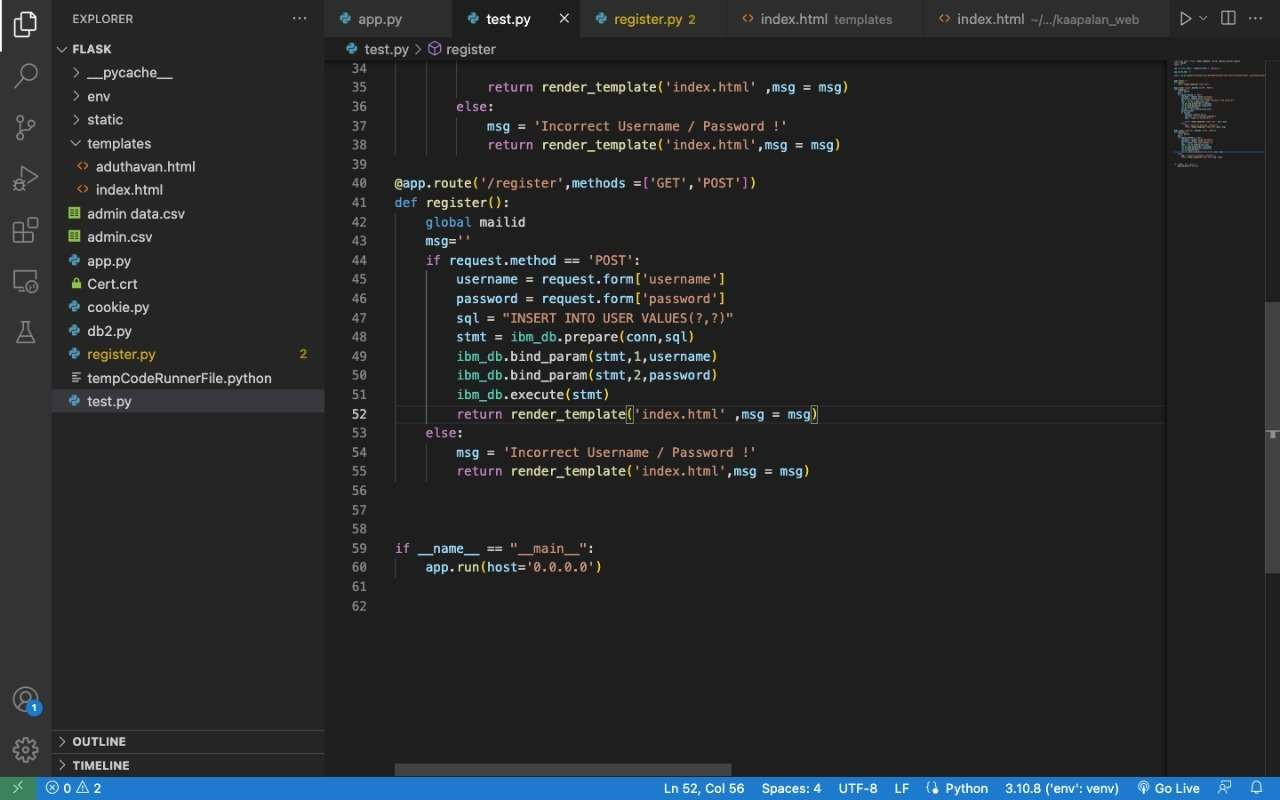 EXPLORER
FLASK
__pycache__
env
static
templates
aduthavan.html
index.html
admin data.csv
admin.csv
app.py
Cert.crt
cookie.py
db2.py
register.py 2
tempCodeRunnerFile.python
test.py
OUTLINE
TIMELINE
app.py test.py register.py 2 index.html templates index.html ~/.../kaapalan_web
test.py > register
34
35 return render_template('index.html' ,msg = msg)
36 else:
37 msg = 'Incorrect Username / Password !'
38 return render_template('index.html',msg = msg)
39
40 @app.route('/register',methods =['GET','POST'])
41 def register():
42 global mailid
43 msg=''
44 if request.method == 'POST':
45 username = request.form['username']
46 password = request.form['password']
47 sql = "INSERT INTO USER VALUES(?,?)"
48 stmt = ibm_db.prepare(conn,sql)
49 ibm_db.bind_param(stmt,1,username)
50 ibm_db.bind_param(stmt,2,password)
51 ibm_db.execute(stmt)
52 return render_template('index.html' ,msg = msg)
53 else:
54 msg = 'Incorrect Username / Password !'
55 return render_template('index.html',msg = msg)
56
57
58
59 if __name__ == "__main__":
60 app.run(host='0.0.0.0')
61
62
1
0 2 Ln 52, Col 56 Spaces: 4 UTF-8 LF Python 3.10.8 ('env': venv) Go Live